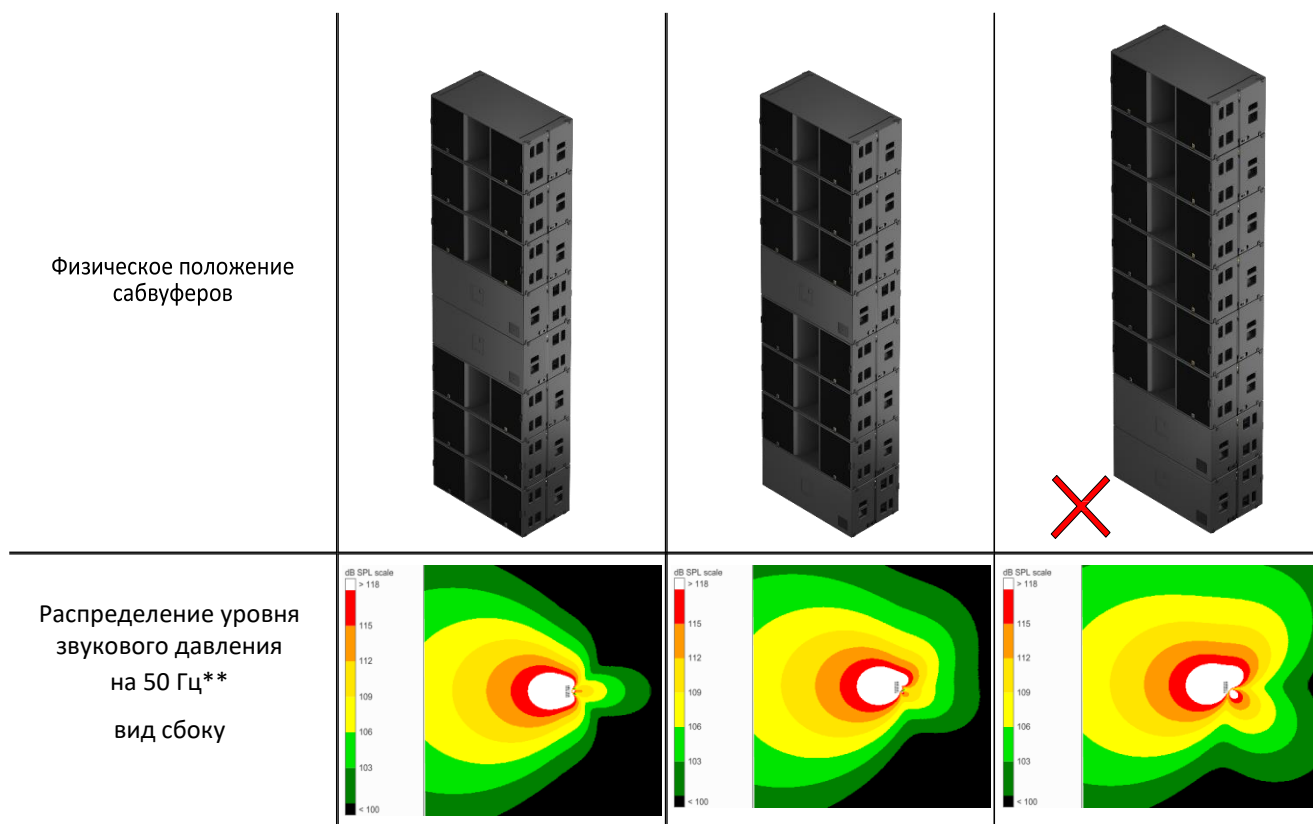 Физическое положение
сабвуферов
Распределение уровня
звукового давления
на 50 Гц**
вид сбоку
dB SPL scale
> 118
115
112
109
106
103
< 100
dB SPL scale
> 118
115
112
109
106
103
< 100
dB SPL scale
> 118
115
112
109
106
103
< 100